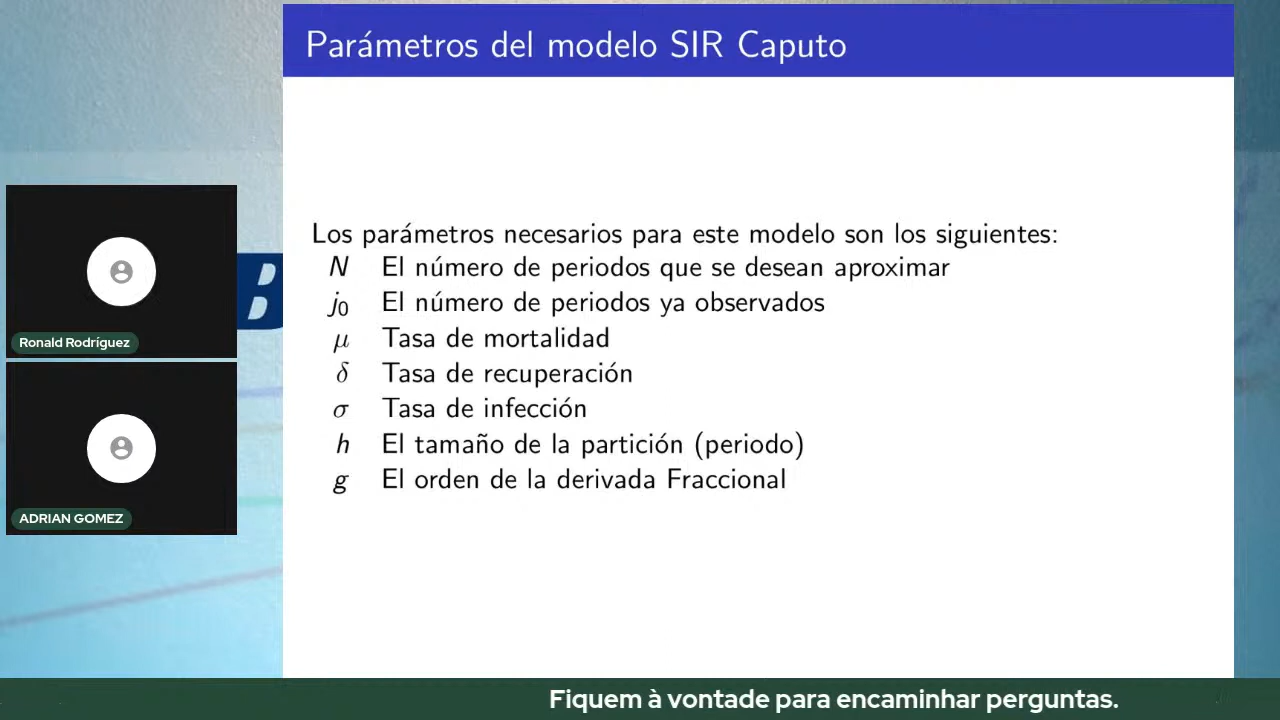 Parámetros del modelo SIR Caputo
Los parámetros necesarios para este modelo son los siguientes:
N El número de periodos que se desean aproximar
j₀ El número de periodos ya observados
μ Tasa de mortalidad
δ Tasa de recuperación
σ Tasa de infección
h El tamaño de la partición (periodo)
g El orden de la derivada Fraccional
B
Ronald Rodríguez
ADRIAN GOMEZ
Fiquem à vontade para encaminhar perguntas.